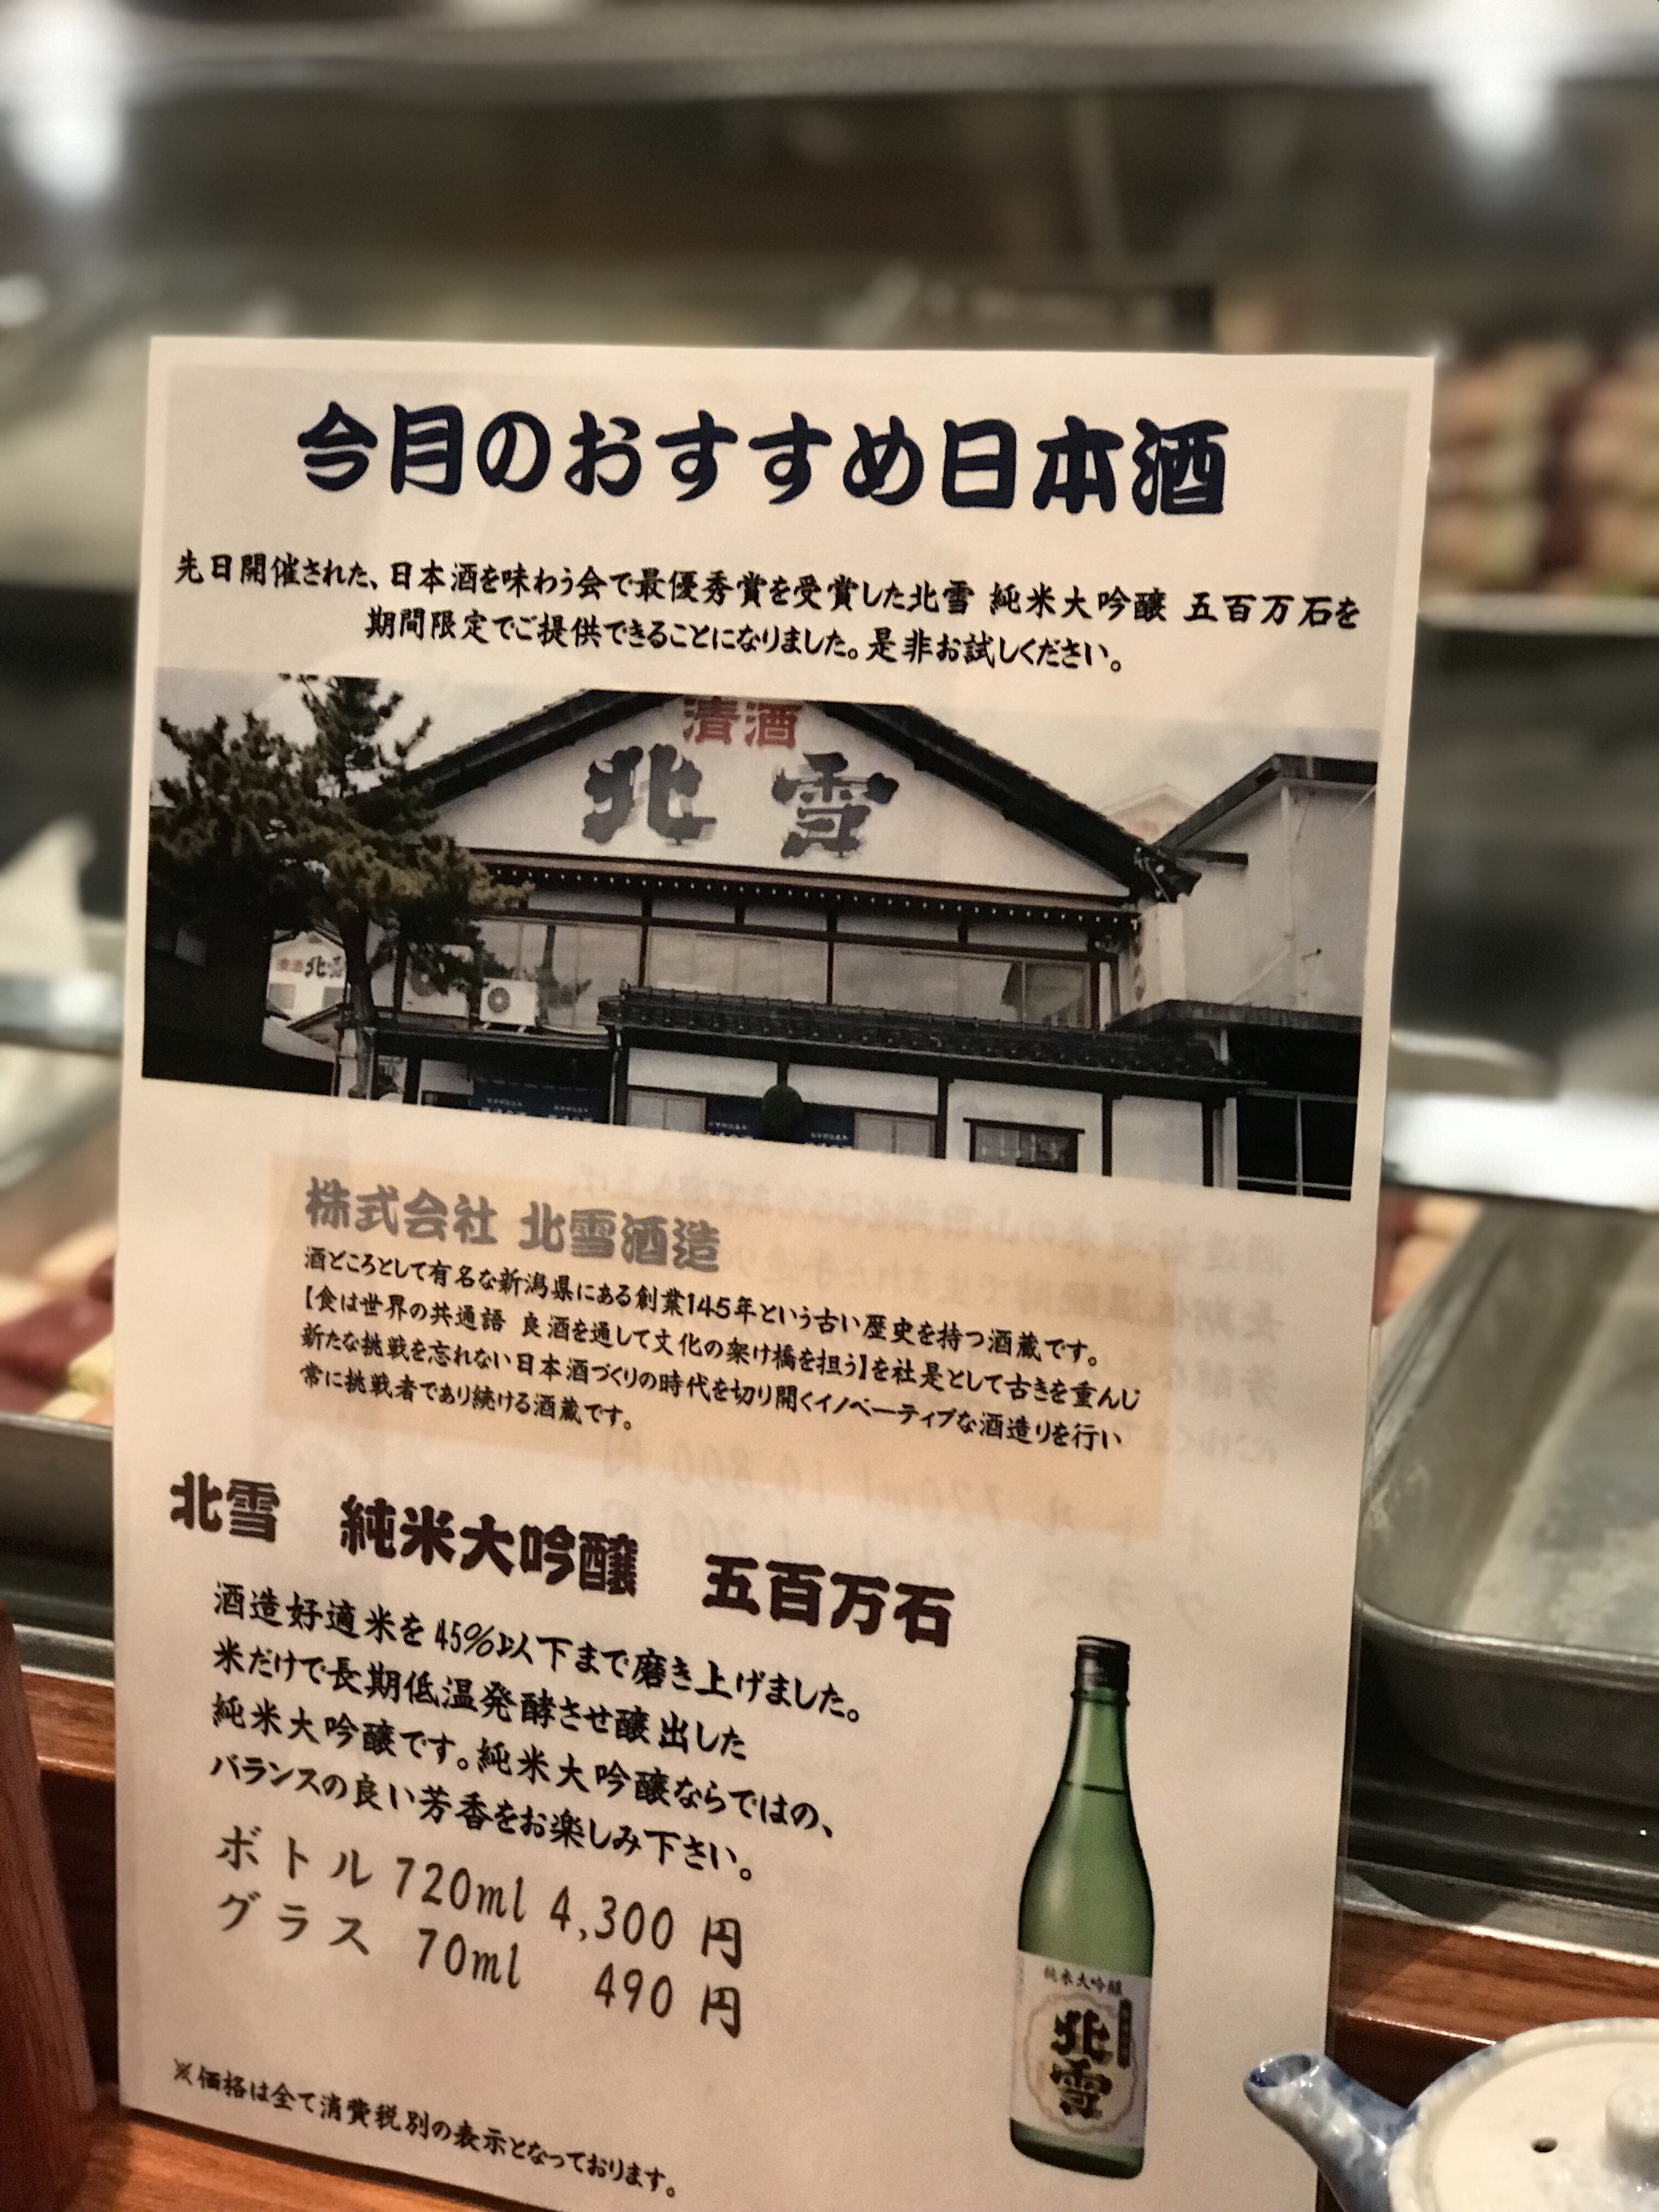 今月のおすすめ日本酒
先日開催された、日本酒を味わう会で最優秀賞を受賞した北雪 純米大吟醸 五百万石を
期間限定でご提供できることになりました。是非お試しください。
清酒
北雪
清酒 北雪
株式会社 北雪酒造
酒どころとして有名な新潟県にある創業145年という古い歴史を持つ酒蔵です。
【食は世界の共通語 良酒を通して文化の架け橋を担う】を社是として古きを重んじ
新たな挑戦を忘れない日本酒づくりの時代を切り開くイノベーティブな酒造りを行い
常に挑戦者であり続ける酒蔵です。
北雪 純米大吟醸 五百万石
酒造好適米を45%以下まで磨き上げました。
米だけで長期低温発酵させ醸出した
純米大吟醸です。純米大吟醸ならではの、
バランスの良い芳香をお楽しみ下さい。
ボトル 720ml 4,300 円
グラス 70ml 490 円
純米大吟醸
北雪
※価格は全て消費税別の表示となっております。